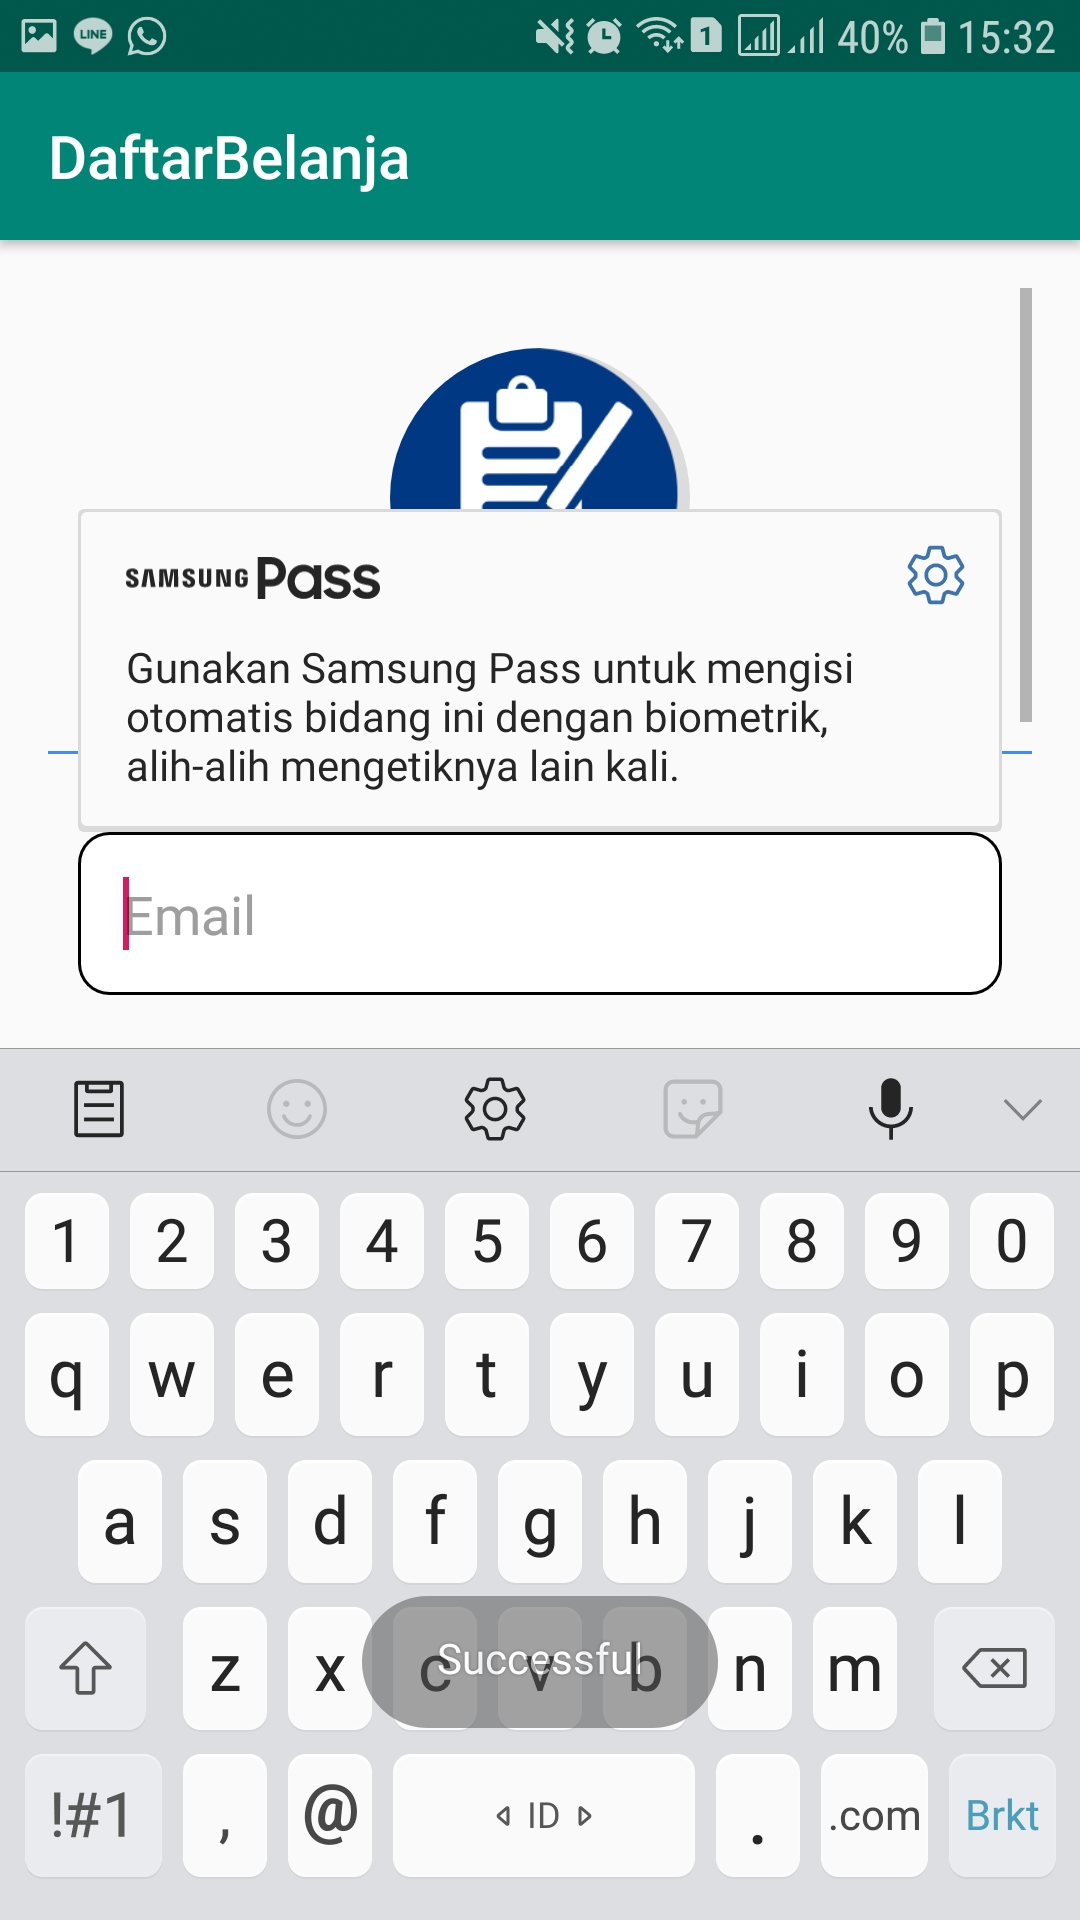 LINE
1
40%
15:32
DaftarBelanja
SAMSUNG Pass
Gunakan Samsung Pass untuk mengisi
otomatis bidang ini dengan biometrik,
alih-alih mengetiknya lain kali.
Email
1 2 3 4 5 6 7 8 9 0
q w e r t y u i o p
a s d f g h j k l
z x c v b n m
Successful
!#1 , @ ID . .com Brkt